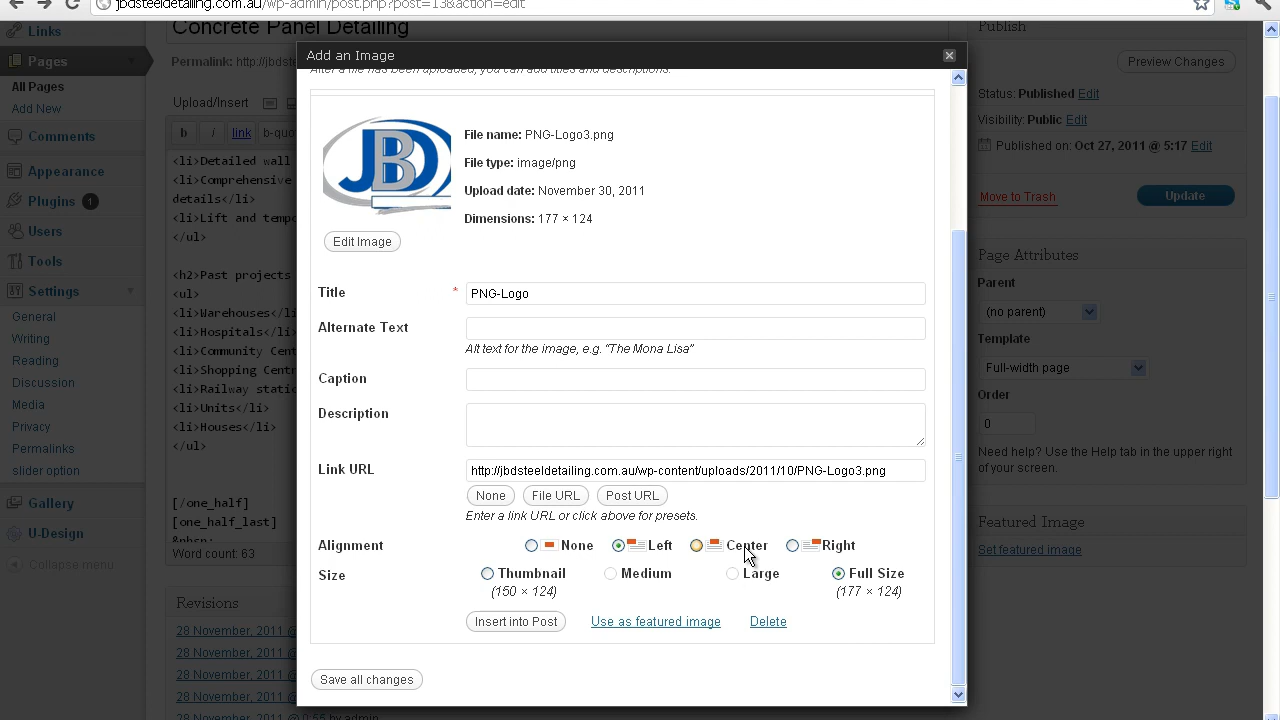 jbdsteeldetailing.com.au/wp-admin/post.php?post=13&action=edit
Links
Pages
All Pages
Add New
Comments
Appearance
Plugins 1
Users
Tools
Settings
General
Writing
Reading
Discussion
Media
Privacy
Permalinks
slider option
Gallery
U-Design
Collapse menu
Concrete Panel Detailing
Permalink: http://jbdste
Upload/Insert
b i link b-quo
<li>Detailed wall
<li>Comprehensive
details</li>
<li>Lift and tempo
</ul>
<h2>Past projects
<ul>
<li>Warehouses</li
<li>Hospitals</li>
<li>Community Cent
<li>Shopping Centr
<li>Railway statio
<li>Units</li>
<li>Houses</li>
</ul>
[/one_half]
[one_half_last]
&nbsp;
Word count: 63
Revisions
28 November, 2011 @
28 November, 2011 @
28 November, 2011 @
28 November, 2011 @
28 November, 2011 @ 0:55 by admin
Add an Image
After a file has been uploaded, you can add titles and descriptions.
JBD
File name: PNG-Logo3.png
File type: image/png
Upload date: November 30, 2011
Dimensions: 177 × 124
Edit Image
Title * PNG-Logo
Alternate Text
Alt text for the image, e.g. “The Mona Lisa”
Caption
Description
Link URL http://jbdsteeldetailing.com.au/wp-content/uploads/2011/10/PNG-Logo3.png
None File URL Post URL
Enter a link URL or click above for presets.
Alignment None Left Center Right
Size Thumbnail Medium Large Full Size
(150 × 124) (177 × 124)
Insert into Post Use as featured image Delete
Save all changes
Publish
Preview Changes
Status: Published Edit
Visibility: Public Edit
Published on: Oct 27, 2011 @ 5:17 Edit
Move to Trash Update
Page Attributes
Parent
(no parent)
Template
Full-width page
Order
0
Need help? Use the Help tab in the upper right
of your screen.
Featured Image
Set featured image